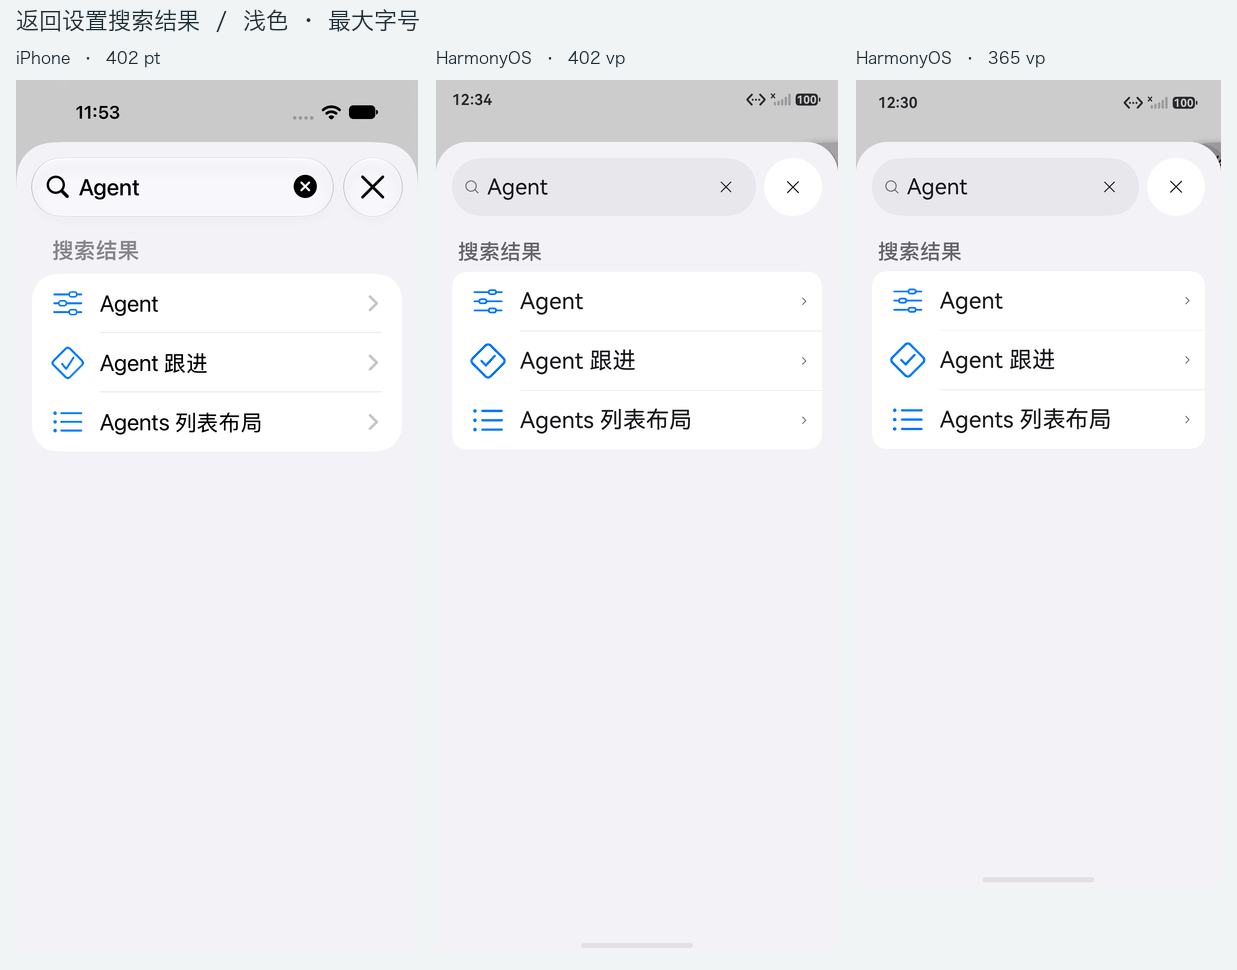 返回设置搜索结果 / 浅色 · 最大字号
iPhone · 402 pt
11:53
Agent
搜索结果
Agent
Agent 跟进
Agents 列表布局
HarmonyOS · 402 vp
12:34
100
Agent
搜索结果
Agent
Agent 跟进
Agents 列表布局
HarmonyOS · 365 vp
12:30
100
Agent
搜索结果
Agent
Agent 跟进
Agents 列表布局